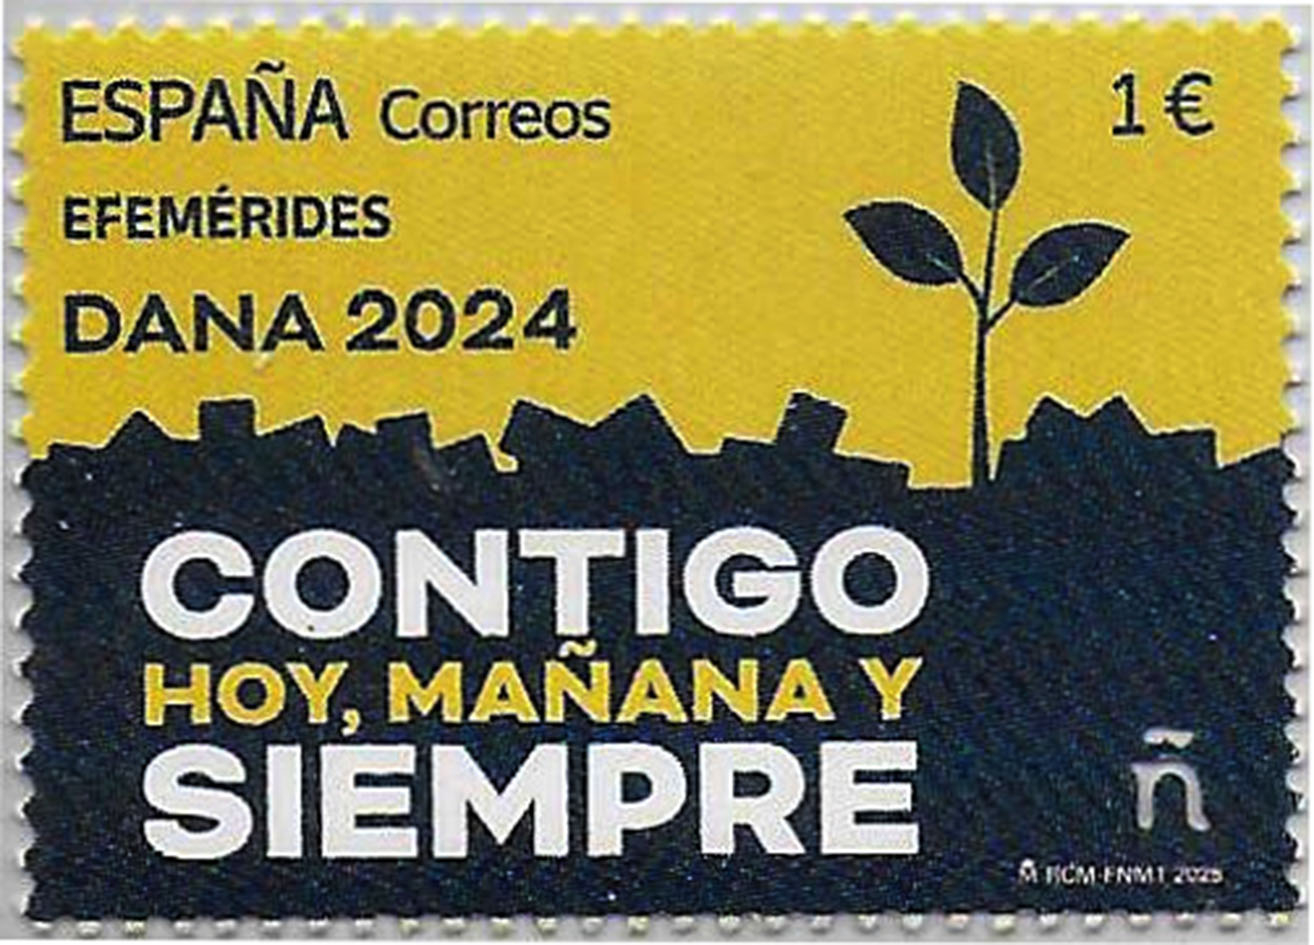 ESPAÑA Correos
1 €
EFEMÉRIDES
DANA 2024
CONTIGO
HOY, MAÑANA Y
SIEMPRE
ñ
RCM-FNMT 2025